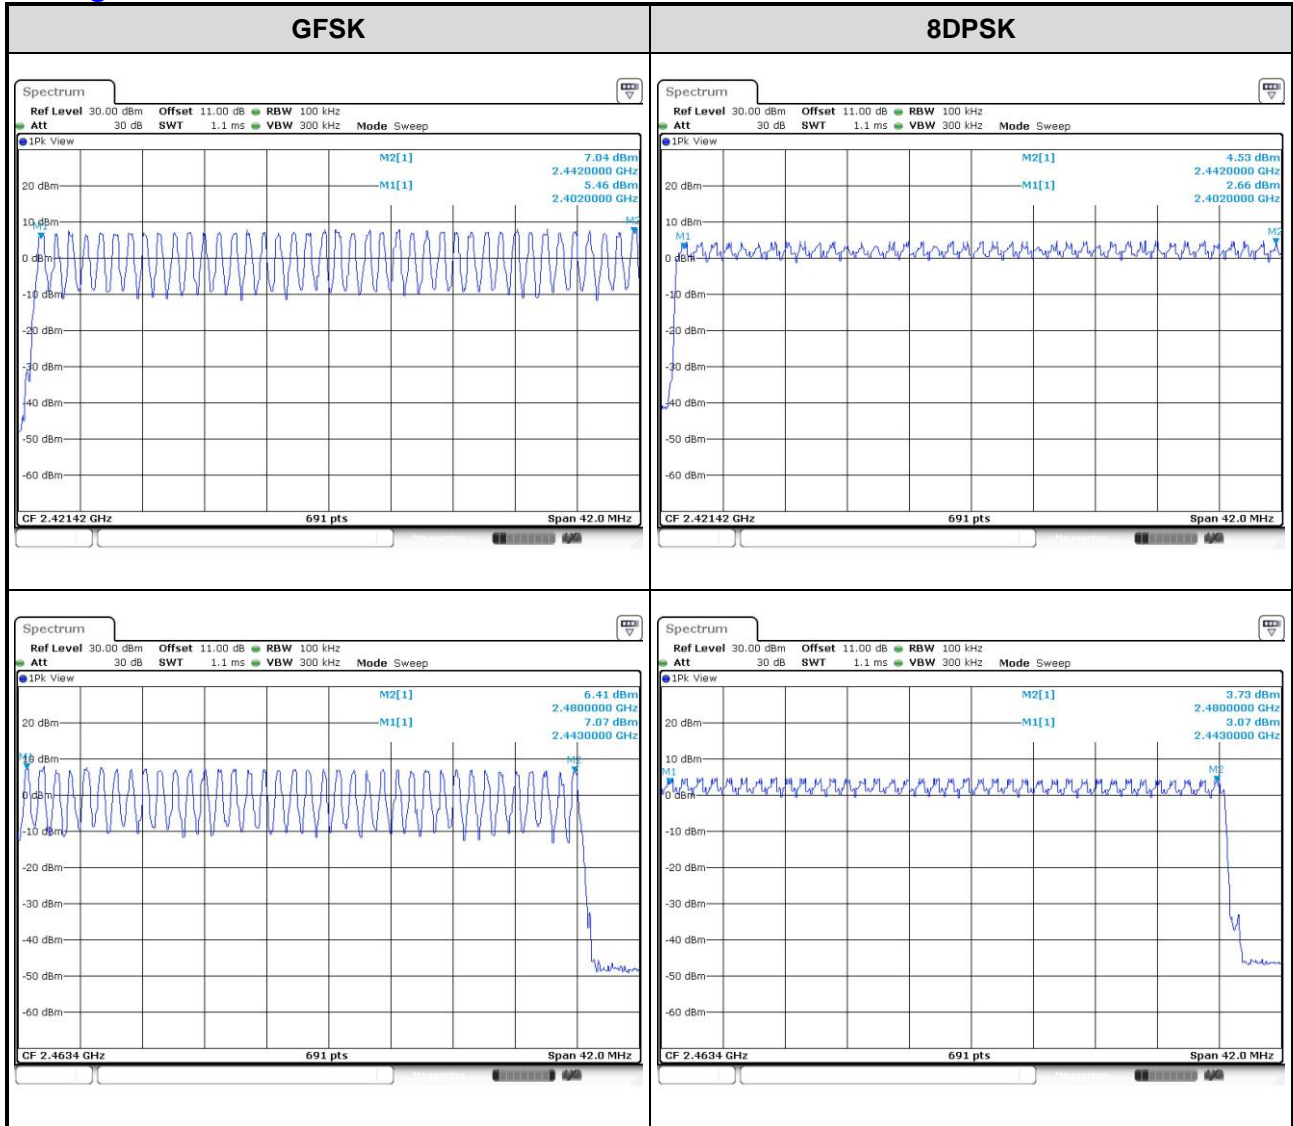 GFSK
8DPSK
Spectrum
Ref Level 30.00 dBm Offset 11.00 dB RBW 100 kHz
Att 30 dB SWT 1.1 ms VBW 300 kHz Mode Sweep
1Pk View
M2[1] 7.04 dBm
2.4420000 GHz
20 dBm M1[1] 5.46 dBm
2.4020000 GHz
10 dBm
M1
M2
0 dBm
-10 dBm
-20 dBm
-30 dBm
-40 dBm
-50 dBm
-60 dBm
CF 2.42142 GHz 691 pts Span 42.0 MHz
Spectrum
Ref Level 30.00 dBm Offset 11.00 dB RBW 100 kHz
Att 30 dB SWT 1.1 ms VBW 300 kHz Mode Sweep
1Pk View
M2[1] 4.53 dBm
2.4420000 GHz
20 dBm M1[1] 2.66 dBm
2.4020000 GHz
10 dBm
M1
M2
0 dBm
-10 dBm
-20 dBm
-30 dBm
-40 dBm
-50 dBm
-60 dBm
CF 2.42142 GHz 691 pts Span 42.0 MHz
Spectrum
Ref Level 30.00 dBm Offset 11.00 dB RBW 100 kHz
Att 30 dB SWT 1.1 ms VBW 300 kHz Mode Sweep
1Pk View
M2[1] 6.41 dBm
2.4800000 GHz
20 dBm M1[1] 7.07 dBm
2.4430000 GHz
10 dBm
M1
M2
0 dBm
-10 dBm
-20 dBm
-30 dBm
-40 dBm
-50 dBm
-60 dBm
CF 2.4634 GHz 691 pts Span 42.0 MHz
Spectrum
Ref Level 30.00 dBm Offset 11.00 dB RBW 100 kHz
Att 30 dB SWT 1.1 ms VBW 300 kHz Mode Sweep
1Pk View
M2[1] 3.73 dBm
2.4800000 GHz
20 dBm M1[1] 3.07 dBm
2.4430000 GHz
10 dBm
M1
M2
0 dBm
-10 dBm
-20 dBm
-30 dBm
-40 dBm
-50 dBm
-60 dBm
CF 2.4634 GHz 691 pts Span 42.0 MHz